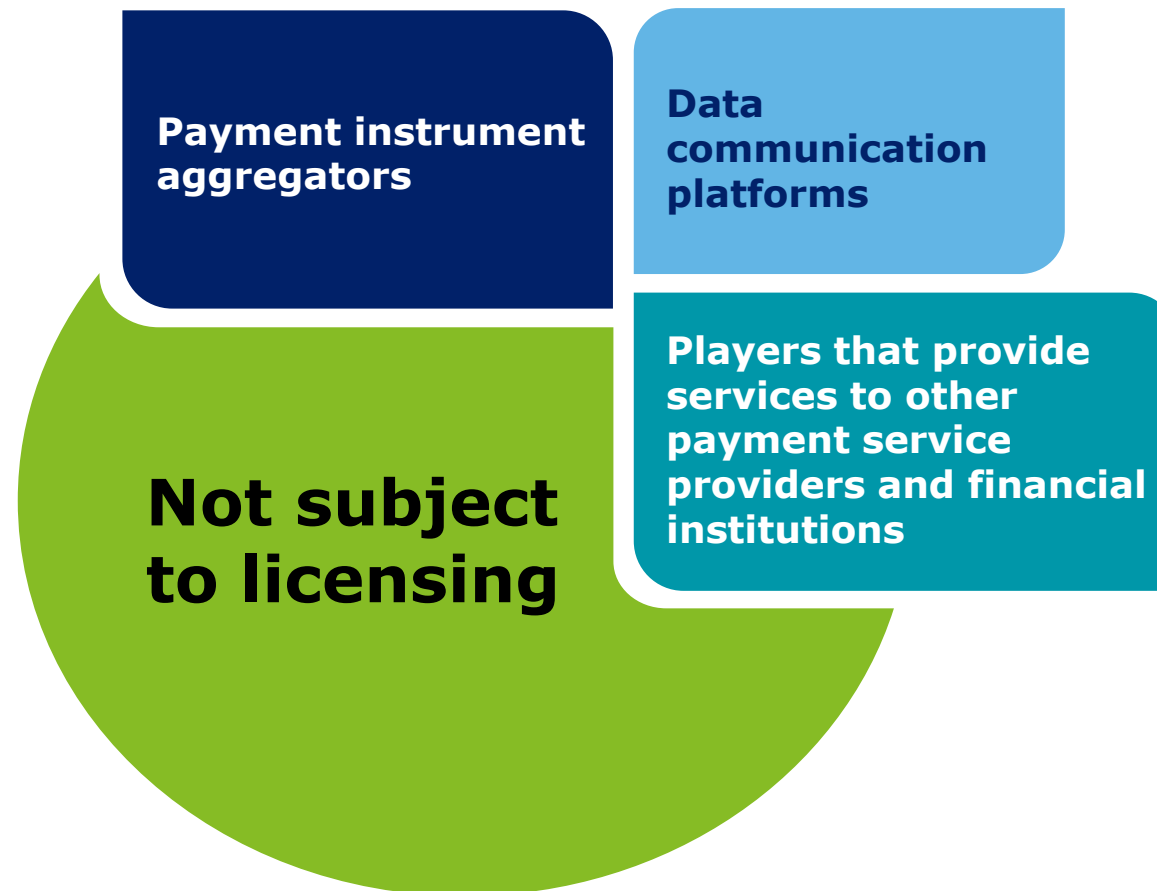 Payment instrument
aggregators
Data
communication
platforms
Players that provide
services to other
payment service
providers and financial
institutions
Not subject
to licensing